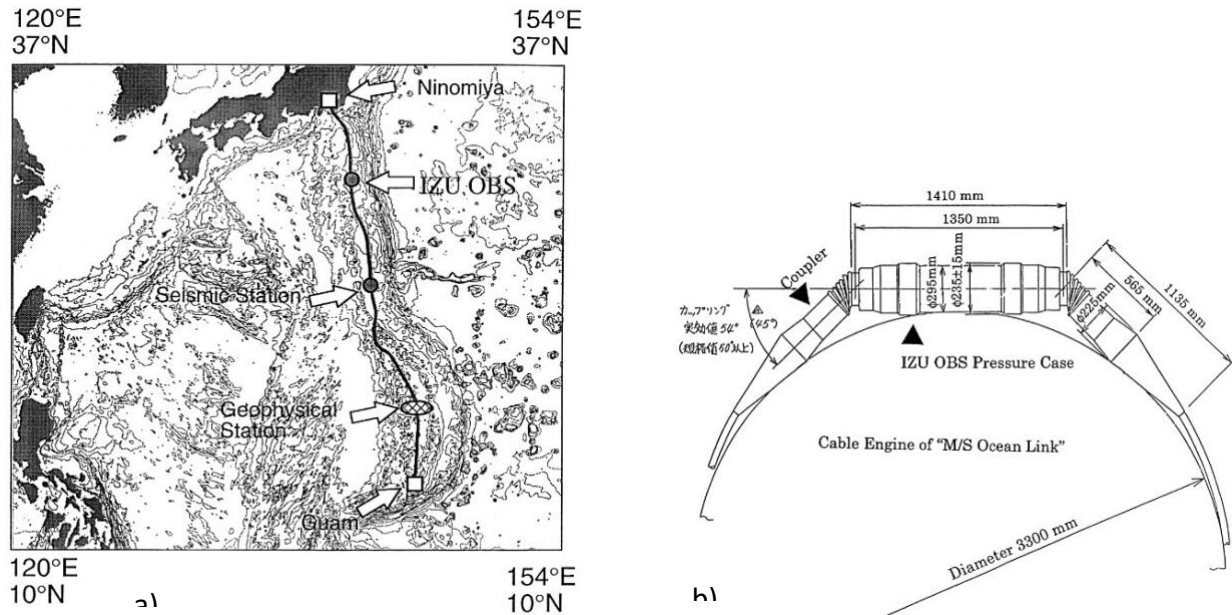 120°E
37°N
154°E
37°N
Ninomiya
IZU OBS
Seismic Station
Geophysical
Station
Guam
120°E
10°N
154°E
10°N
a)
1410 mm
1350 mm
Coupler
φ295mm
φ235±15mm
φ225mm
565 mm
1135 mm
カップリング
実効値 54°
(45°)
(規格値50°以上)
IZU OBS Pressure Case
Cable Engine of "M/S Ocean Link"
Diameter 3300 mm
b)